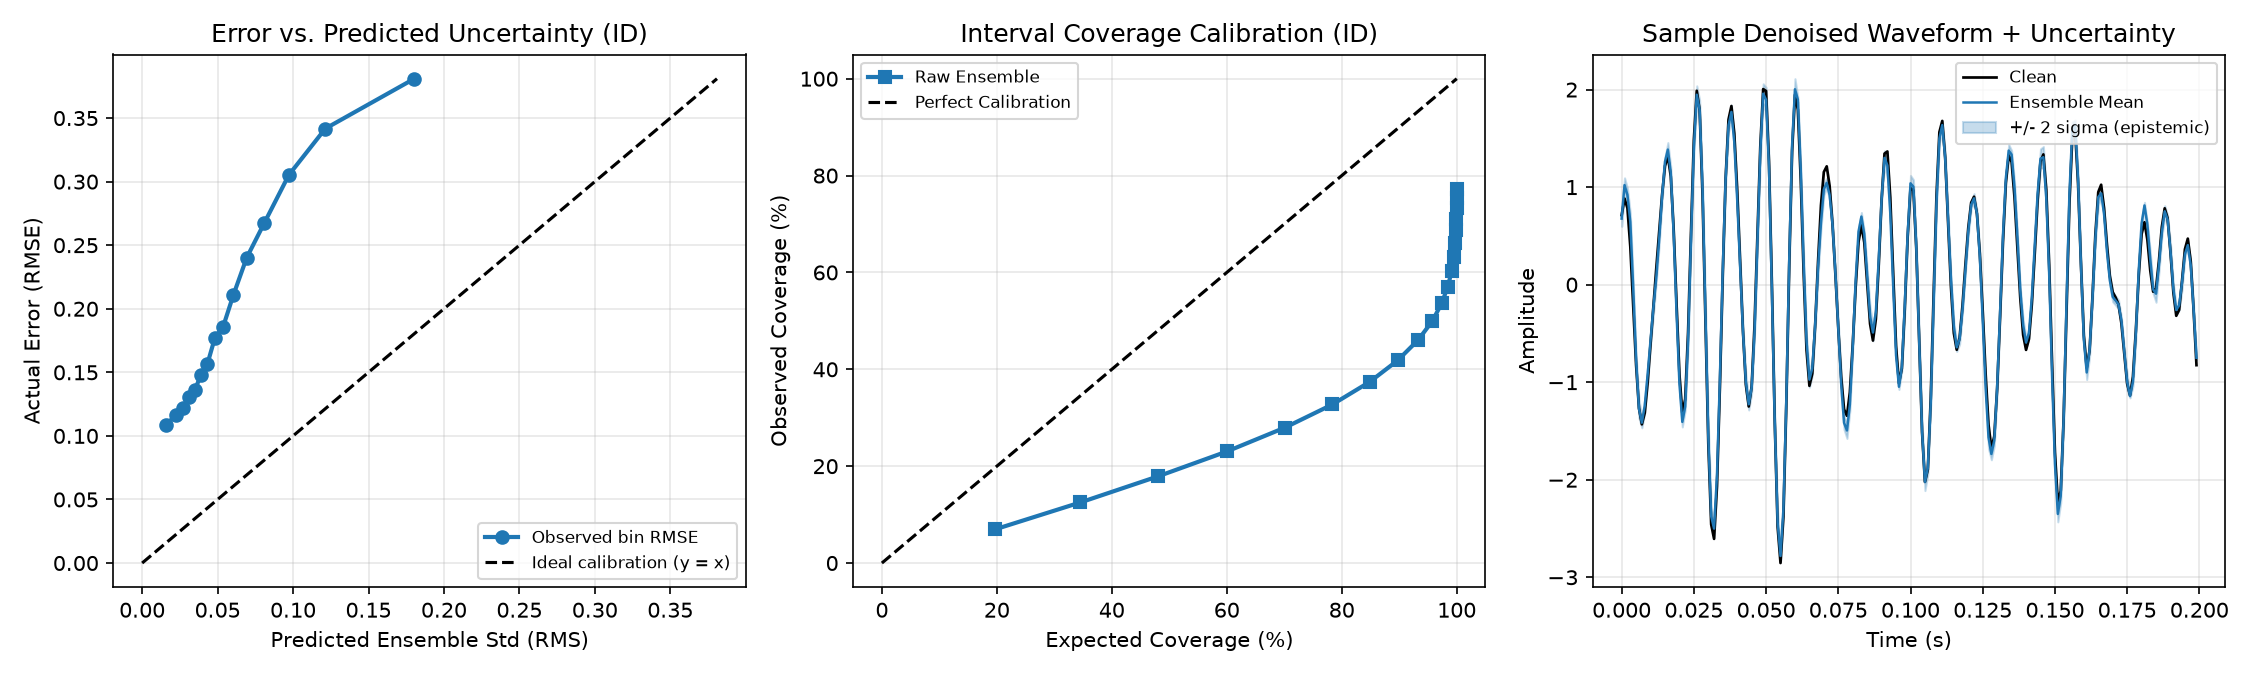 Error vs. Predicted Uncertainty (ID)
Actual Error (RMSE)
0.35
0.30
0.25
0.20
0.15
0.10
0.05
0.00
Observed bin RMSE
Ideal calibration (y = x)
0.00 0.05 0.10 0.15 0.20 0.25 0.30 0.35
Predicted Ensemble Std (RMS)
Interval Coverage Calibration (ID)
Observed Coverage (%)
100
80
60
40
20
0
Raw Ensemble
Perfect Calibration
0 20 40 60 80 100
Expected Coverage (%)
Sample Denoised Waveform + Uncertainty
Amplitude
2
1
0
−1
−2
−3
Clean
Ensemble Mean
+/- 2 sigma (epistemic)
0.000 0.025 0.050 0.075 0.100 0.125 0.150 0.175 0.200
Time (s)